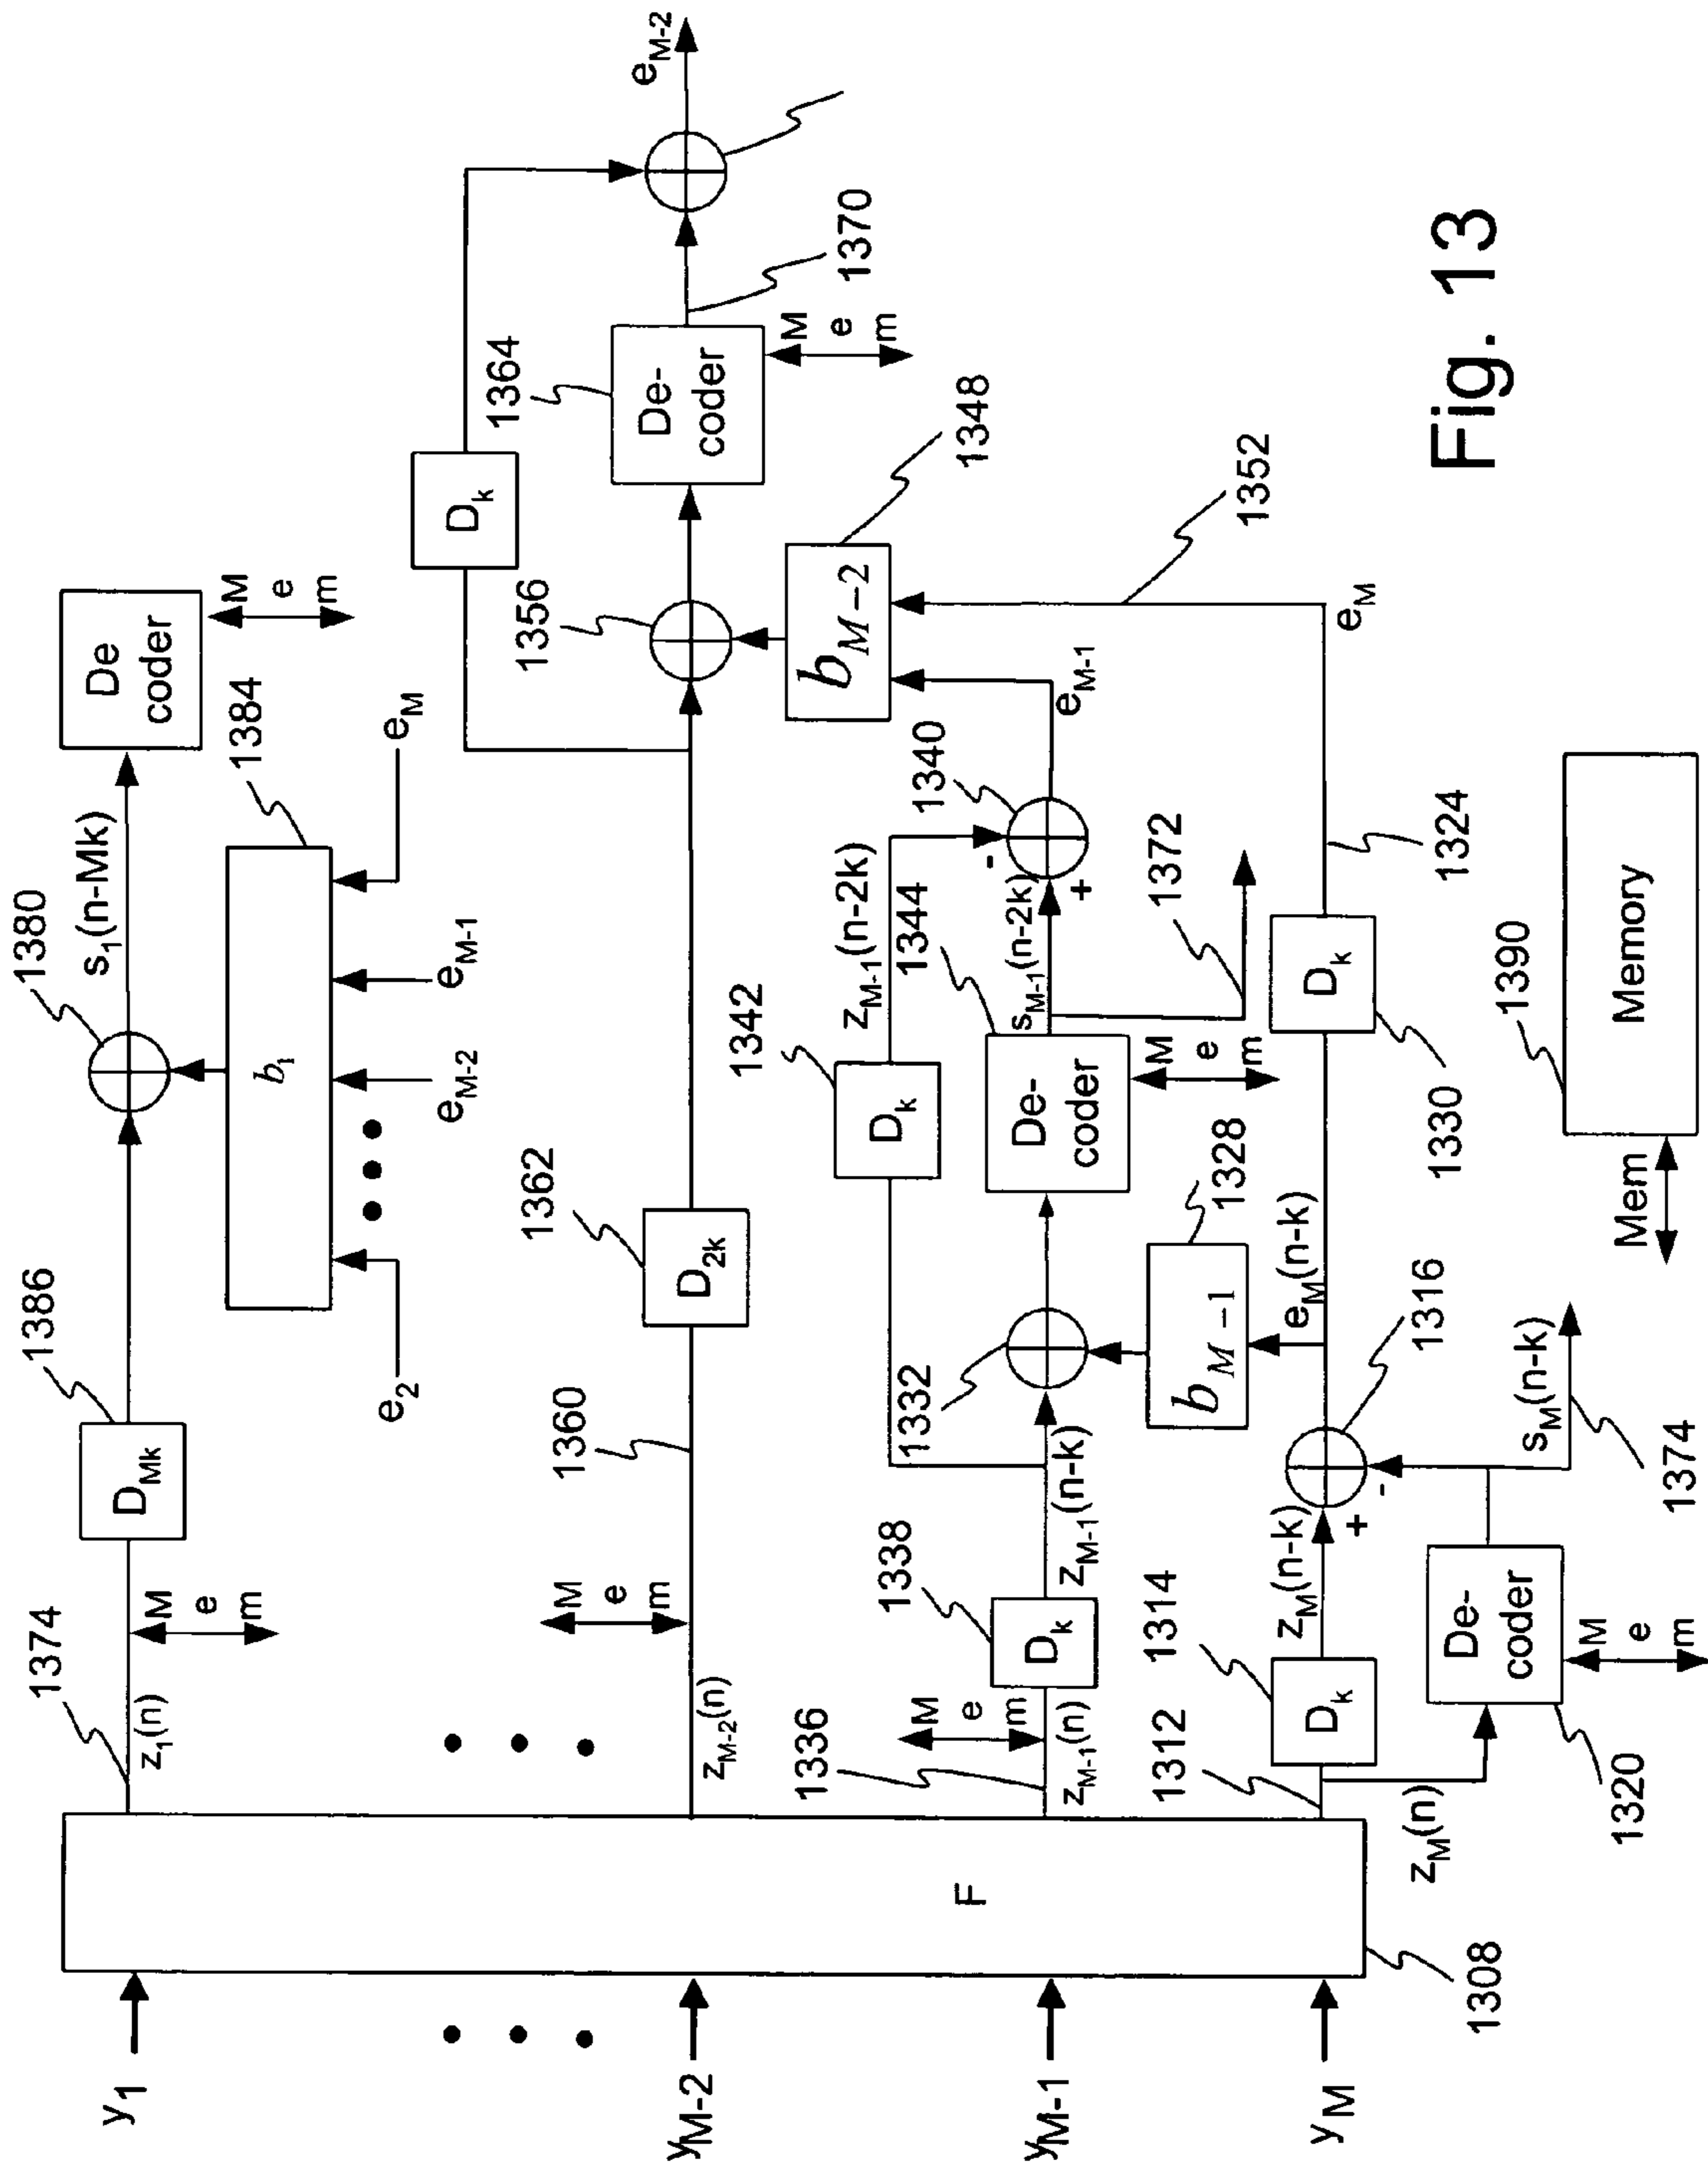 y1
yM-2
yM-1
yM
F
1308
1374
z1(n)
M
e
m
DMk
1386
1380
s1(n-Mk)
De
coder
M
e
m
b1
1384
e2
eM-2
eM-1
eM
zM-2(n)
M
e
m
1360
1362
D2k
1356
Dk
1364
De-
coder
M
e
m
1370
eM-2
bM-2
1348
1352
1336
zM-1(n)
M
e
m
1338
Dk
zM-1(n-k)
1332
bM-1
1328
1342
Dk
zM-1(n-2k)
De-
coder
1344
M
e
m
sM-1(n-2k)
1340
-
+
eM-1
1372
1312
zM(n)
1314
Dk
zM(n-k)
+
-
1316
1320
De-
coder
M
e
m
sM(n-k)
1374
eM(n-k)
1330
Dk
1324
eM
Mem
1390
Memory
Fig. 13